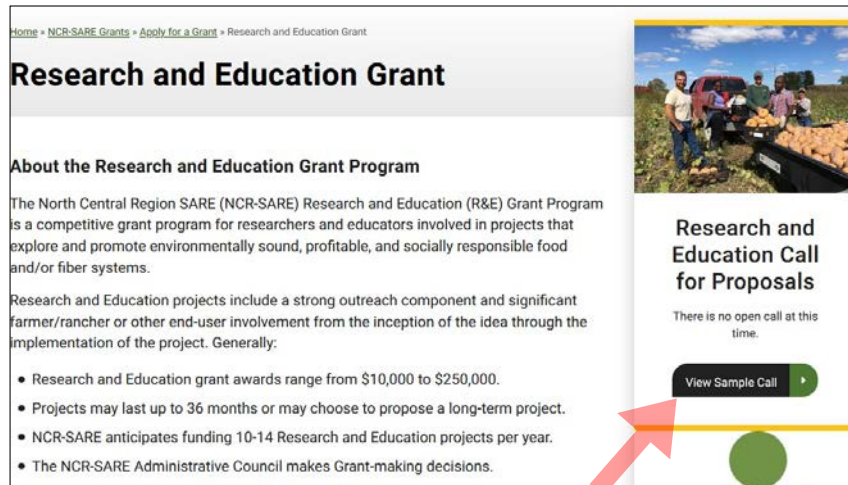 Home » NCR-SARE Grants » Apply for a Grant » Research and Education Grant
Research and Education Grant
About the Research and Education Grant Program
The North Central Region SARE (NCR-SARE) Research and Education (R&E) Grant Program
is a competitive grant program for researchers and educators involved in projects that
explore and promote environmentally sound, profitable, and socially responsible food
and/or fiber systems.
Research and Education projects include a strong outreach component and significant
farmer/rancher or other end-user involvement from the inception of the idea through the
implementation of the project. Generally:
• Research and Education grant awards range from $10,000 to $250,000.
• Projects may last up to 36 months or may choose to propose a long-term project.
• NCR-SARE anticipates funding 10-14 Research and Education projects per year.
• The NCR-SARE Administrative Council makes Grant-making decisions.
Research and
Education Call
for Proposals
There is no open call at this
time.
View Sample Call